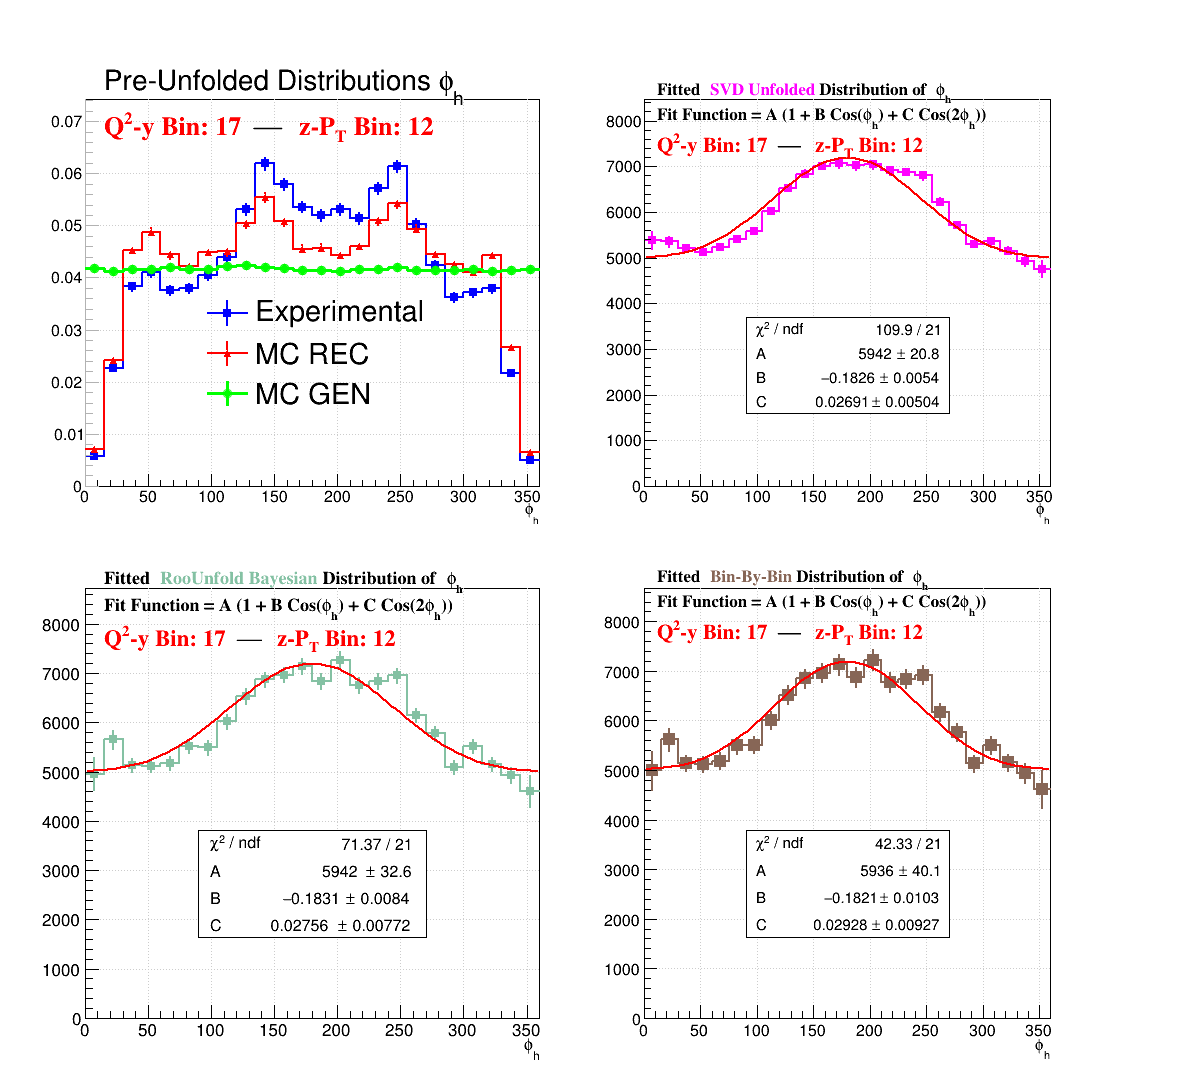 Pre-Unfolded Distributions ϕh
Q²-y Bin: 17 — z-PT Bin: 12
0.07
0.06
0.05
0.04
0.03
0.02
0.01
0
Experimental
MC REC
MC GEN
0 50 100 150 200 250 300 350
ϕh
Fitted SVD Unfolded Distribution of ϕh
Fit Function = A (1 + B Cos(ϕh) + C Cos(2ϕh))
Q²-y Bin: 17 — z-PT Bin: 12
8000
7000
6000
5000
4000
3000
2000
1000
0
χ² / ndf 109.9 / 21
A 5942 ± 20.8
B −0.1826 ± 0.0054
C 0.02691 ± 0.00504
0 50 100 150 200 250 300 350
ϕh
Fitted RooUnfold Bayesian Distribution of ϕh
Fit Function = A (1 + B Cos(ϕh) + C Cos(2ϕh))
Q²-y Bin: 17 — z-PT Bin: 12
8000
7000
6000
5000
4000
3000
2000
1000
0
χ² / ndf 71.37 / 21
A 5942 ± 32.6
B −0.1831 ± 0.0084
C 0.02756 ± 0.00772
0 50 100 150 200 250 300 350
ϕh
Fitted Bin-By-Bin Distribution of ϕh
Fit Function = A (1 + B Cos(ϕh) + C Cos(2ϕh))
Q²-y Bin: 17 — z-PT Bin: 12
8000
7000
6000
5000
4000
3000
2000
1000
0
χ² / ndf 42.33 / 21
A 5936 ± 40.1
B −0.1821 ± 0.0103
C 0.02928 ± 0.00927
0 50 100 150 200 250 300 350
ϕh